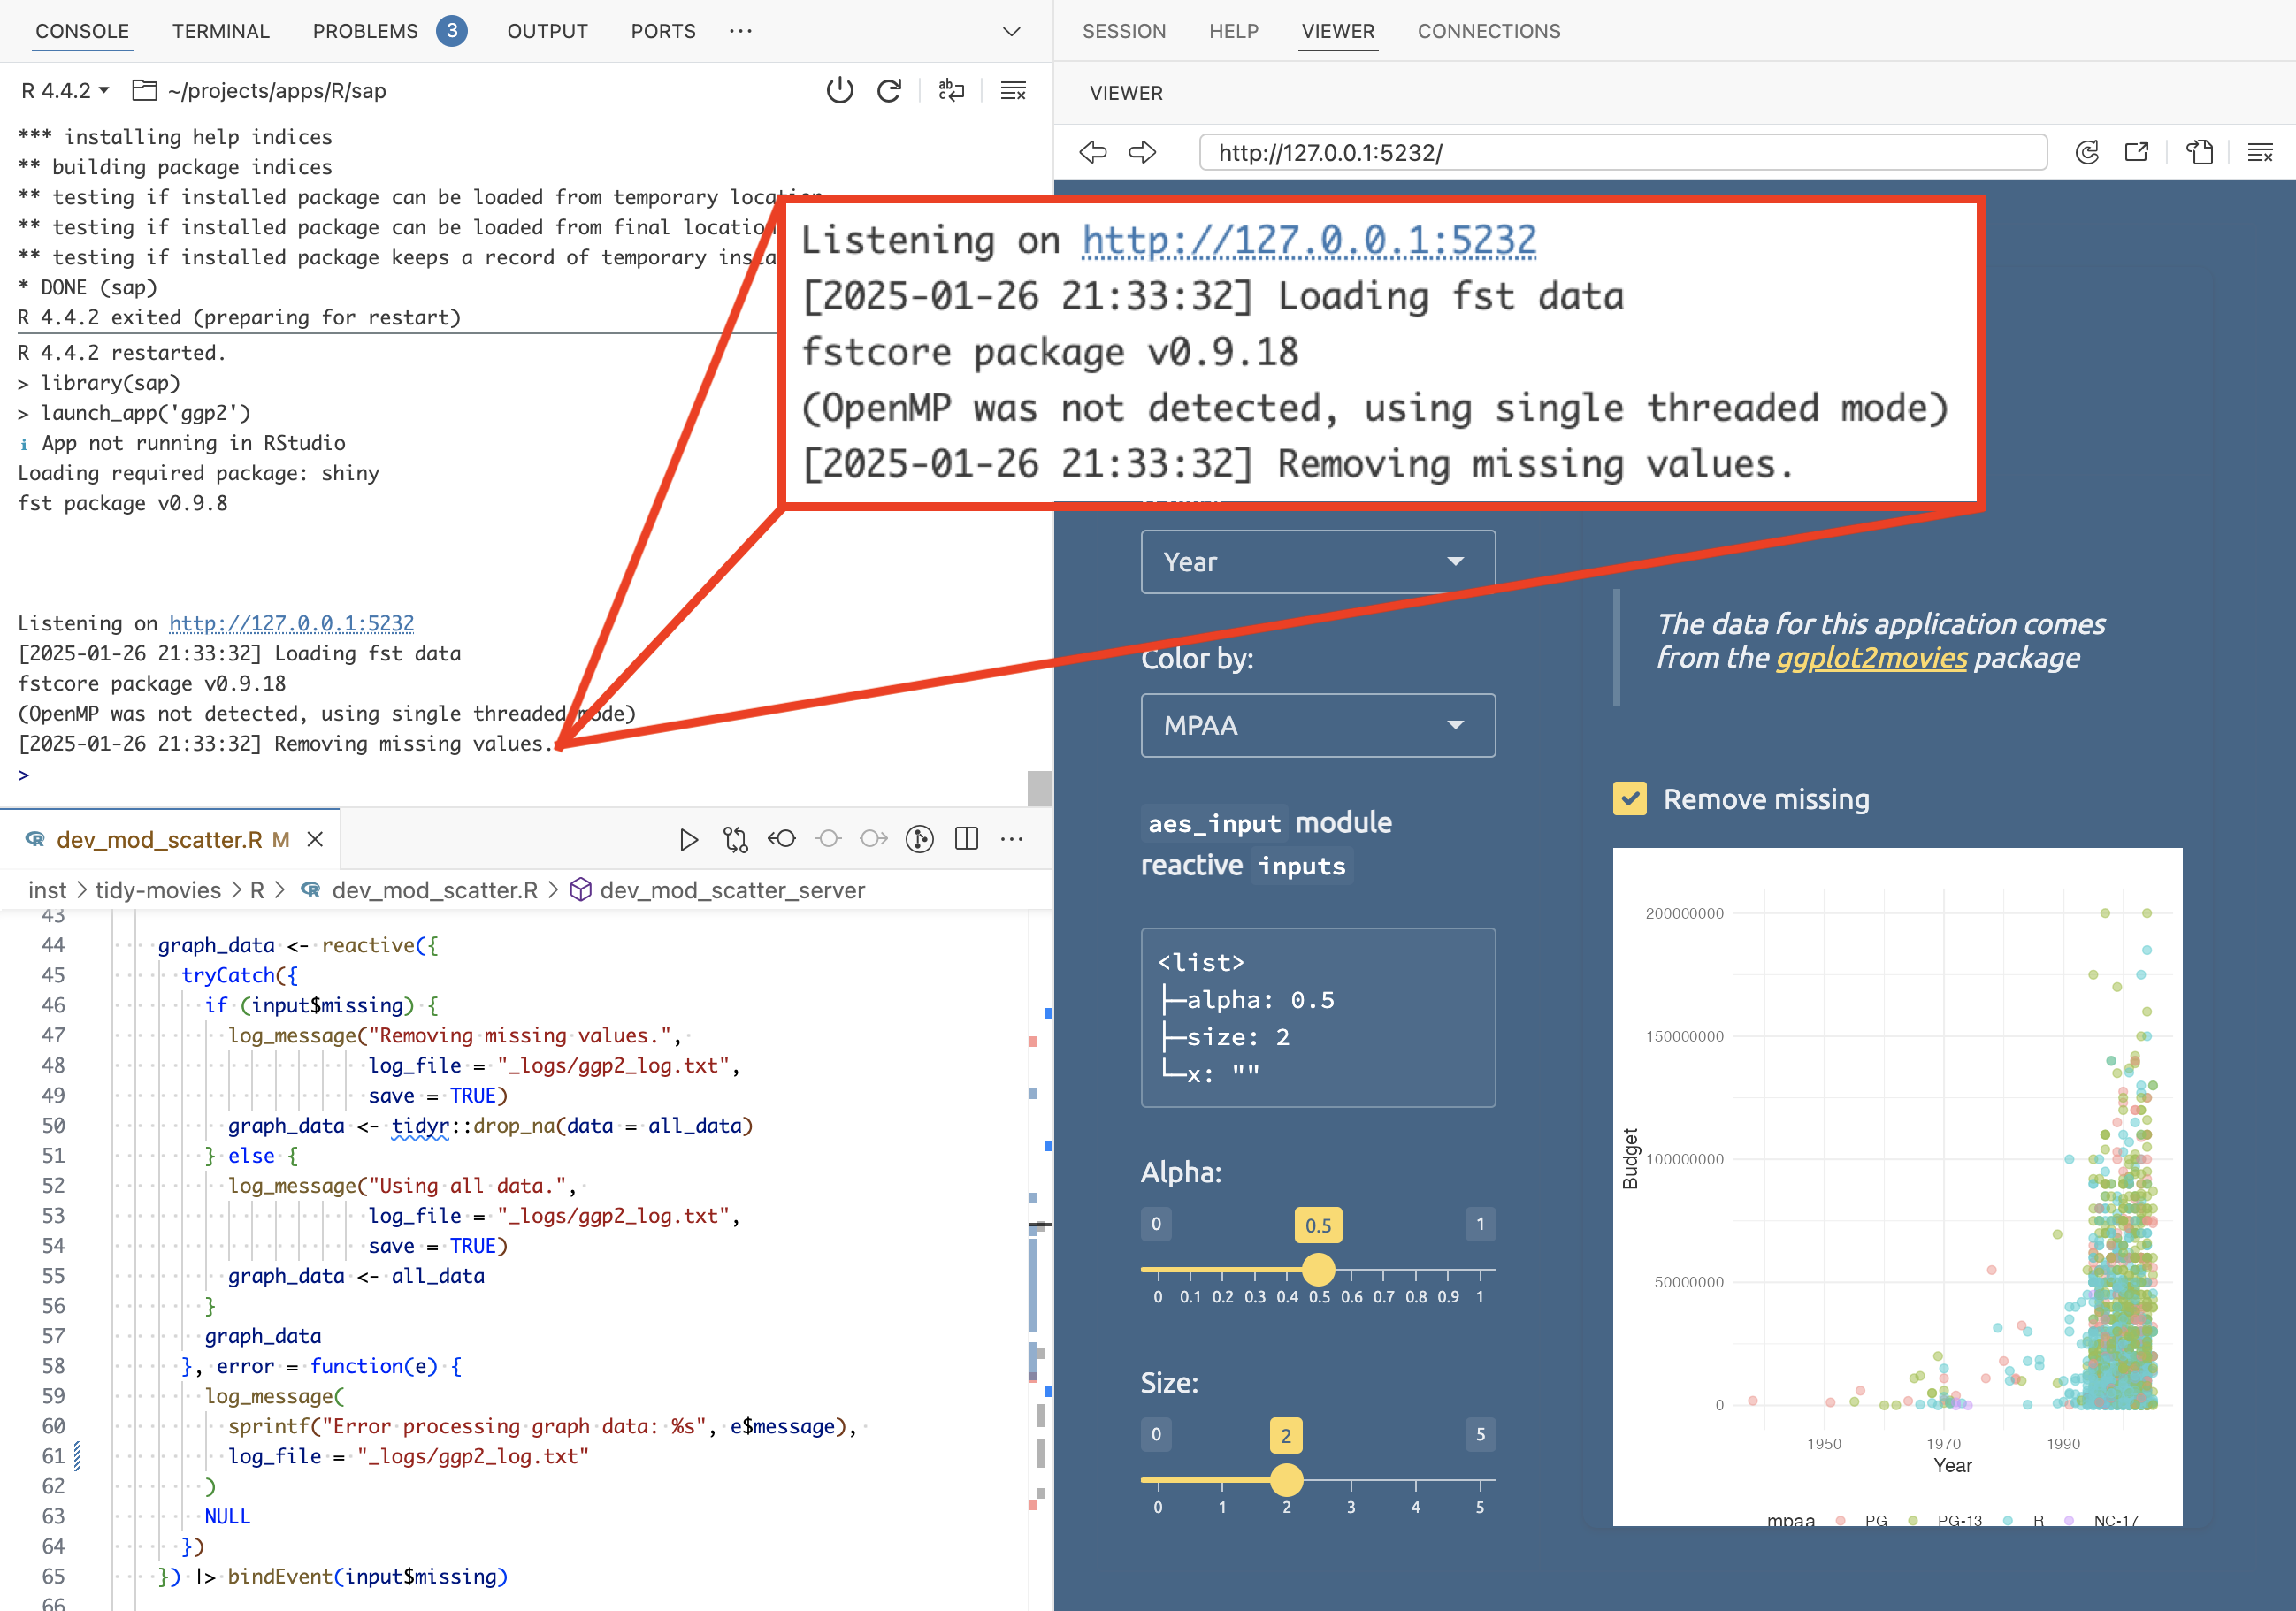 CONSOLE TERMINAL PROBLEMS 3 OUTPUT PORTS ···
R 4.4.2 ~/projects/apps/R/sap
*** installing help indices
** building package indices
** testing if installed package can be loaded from temporary location
** testing if installed package can be loaded from final location
** testing if installed package keeps a record of temporary insta
* DONE (sap)
R 4.4.2 exited (preparing for restart)
R 4.4.2 restarted.
> library(sap)
> launch_app('ggp2')
i App not running in RStudio
Loading required package: shiny
fst package v0.9.8
Listening on http://127.0.0.1:5232
[2025-01-26 21:33:32] Loading fst data
fstcore package v0.9.18
(OpenMP was not detected, using single threaded mode)
[2025-01-26 21:33:32] Removing missing values.
>
Listening on http://127.0.0.1:5232
[2025-01-26 21:33:32] Loading fst data
fstcore package v0.9.18
(OpenMP was not detected, using single threaded mode)
[2025-01-26 21:33:32] Removing missing values.
dev_mod_scatter.R M
inst > tidy-movies > R > dev_mod_scatter.R > dev_mod_scatter_server
43
44 graph_data <- reactive({
45 tryCatch({
46 if (input$missing) {
47 log_message("Removing missing values.",
48 log_file = "_logs/ggp2_log.txt",
49 save = TRUE)
50 graph_data <- tidyr::drop_na(data = all_data)
51 } else {
52 log_message("Using all data.",
53 log_file = "_logs/ggp2_log.txt",
54 save = TRUE)
55 graph_data <- all_data
56 }
57 graph_data
58 }, error = function(e) {
59 log_message(
60 sprintf("Error processing graph data: %s", e$message),
61 log_file = "_logs/ggp2_log.txt"
62 )
63 NULL
64 })
65 }) |> bindEvent(input$missing)
66
SESSION HELP VIEWER CONNECTIONS
VIEWER
http://127.0.0.1:5232/
Year
Color by:
MPAA
aes_input module
reactive inputs
<list>
├─alpha: 0.5
├─size: 2
└─x: ""
Alpha:
0 0.5 1
0 0.1 0.2 0.3 0.4 0.5 0.6 0.7 0.8 0.9 1
Size:
0 2 5
0 1 2 3 4 5
The data for this application comes
from the ggplot2movies package
Remove missing
200000000
150000000
100000000
50000000
0
Budget
1950 1970 1990
Year
mpaa PG PG-13 R NC-17